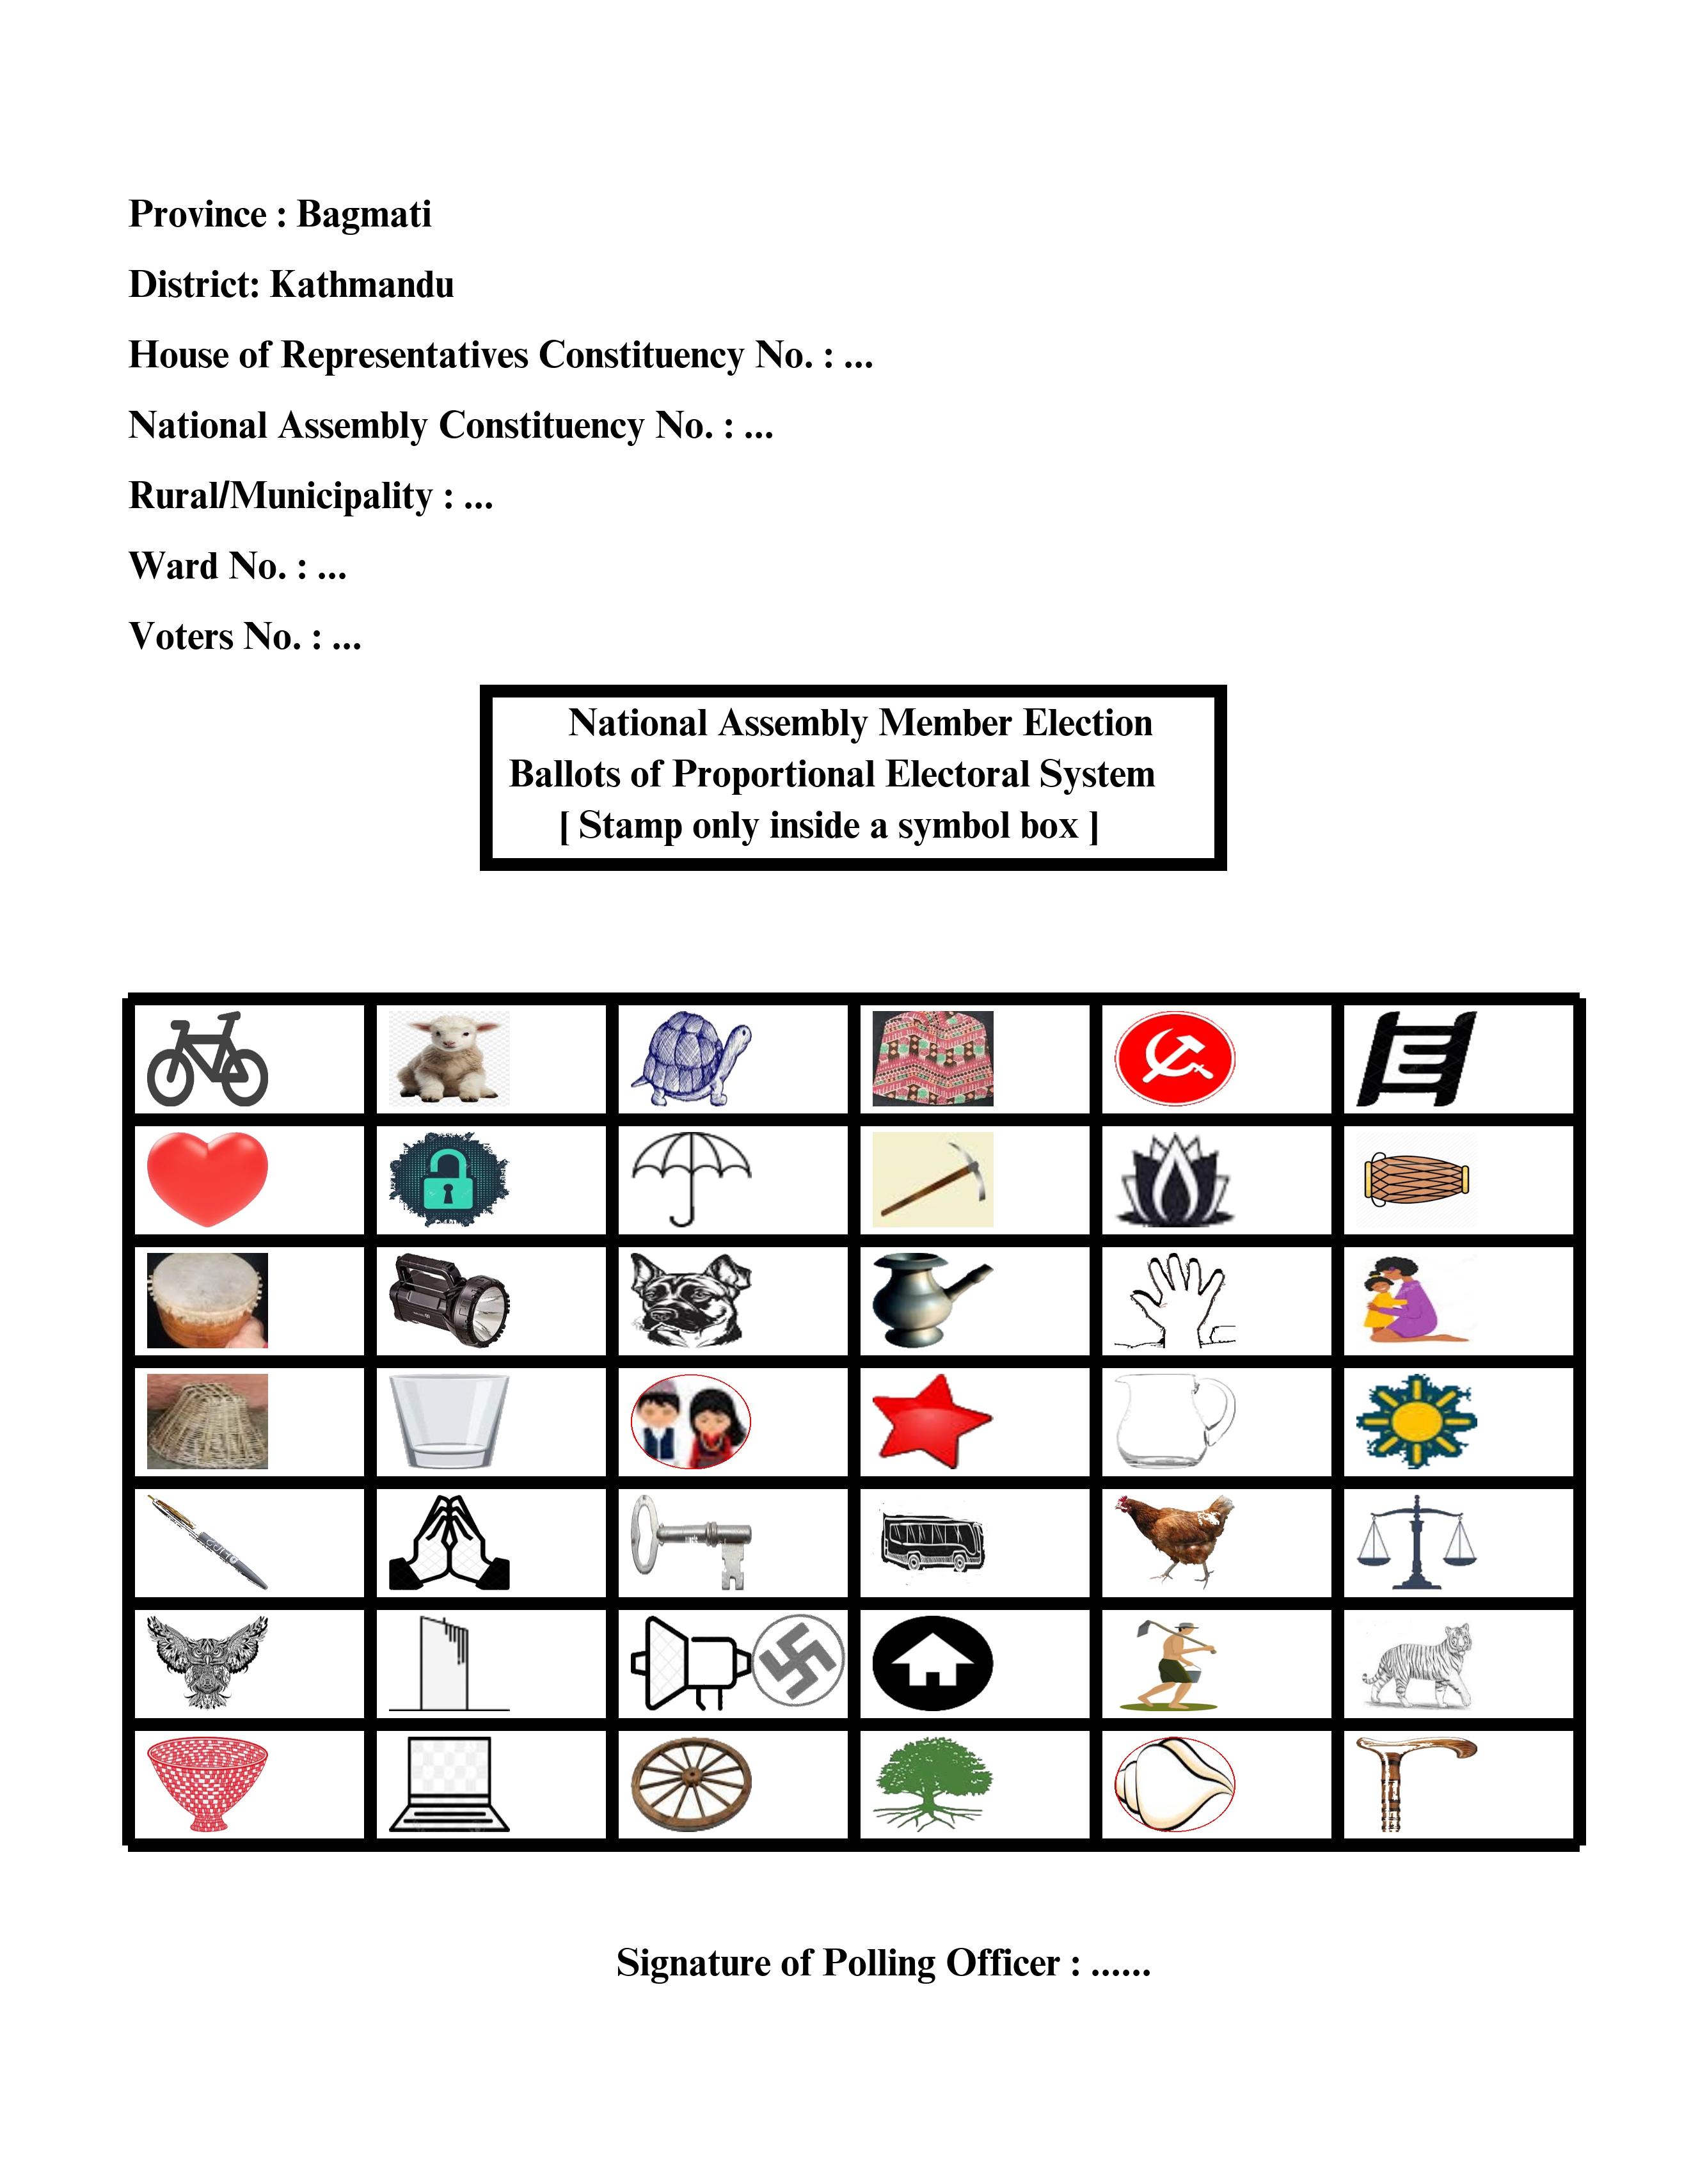 Province : Bagmati
District: Kathmandu
House of Representatives Constituency No. : ...
National Assembly Constituency No. : ...
Rural/Municipality : ...
Ward No. : ...
Voters No. : ...
National Assembly Member Election
Ballots of Proportional Electoral System
[ Stamp only inside a symbol box ]
Signature of Polling Officer : ......